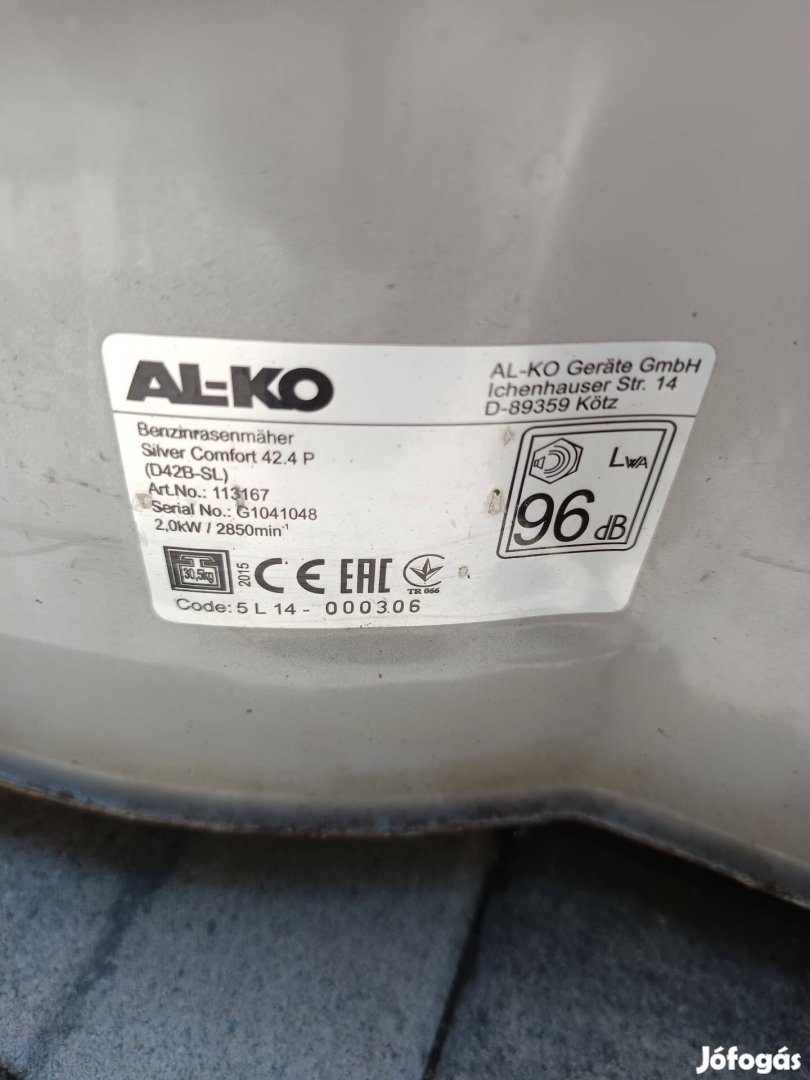 AL-KO
AL-KO Geräte GmbH
Ichenhauser Str. 14
D-89359 Kötz
Benzinrasenmäher
Silver Comfort 42.4 P
(D42B-SL)
Art.No.: 113167
Serial No.: G1041048
2,0kW / 2850min-1
LWA
96 dB
30,5kg
2015
CE EAC
TR 066
Code: 5 L 14 - 000306
Jófogás